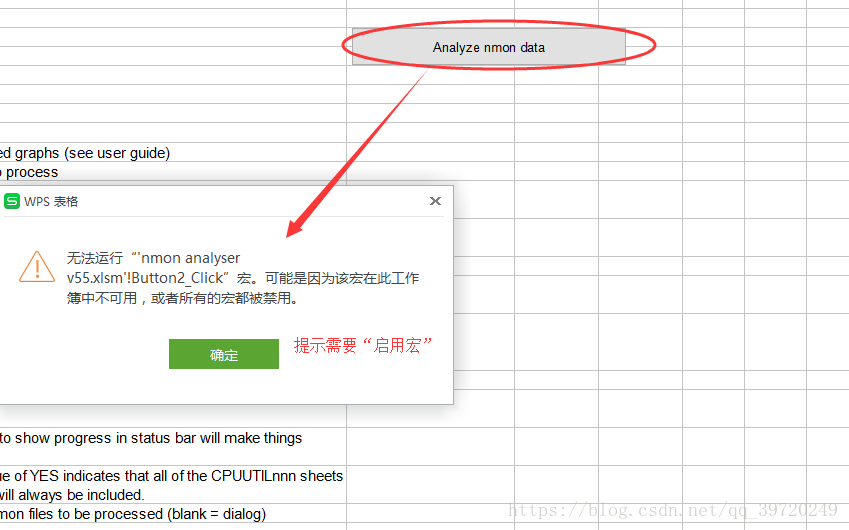 Analyze nmon data
ed graphs (see user guide)
o process
WPS 表格
无法运行“'nmon analyser
v55.xlsm'!Button2_Click”宏。可能是因为该宏在此工作
簿中不可用，或者所有的宏都被禁用。
确定
提示需要“启用宏”
to show progress in status bar will make things
ue of YES indicates that all of the CPUUTILnnn sheets
will always be included.
mon files to be processed (blank = dialog)
https://blog.csdn.net/qq_39720249